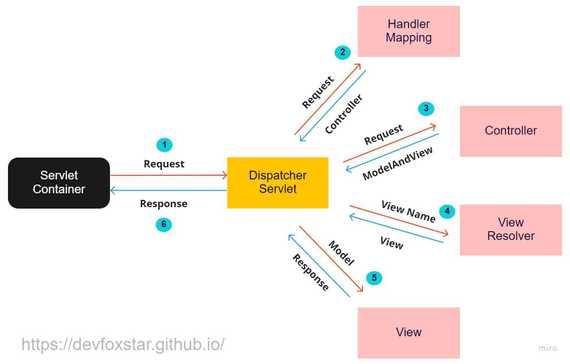 Handler
Mapping
2
Request
Controller
3
Request
ModelAndView
Controller
1
Request
Servlet
Container
Dispatcher
Servlet
Response
6
View Name
4
View
View
Resolver
Model
5
Response
View
https://devfoxstar.github.io/
miro